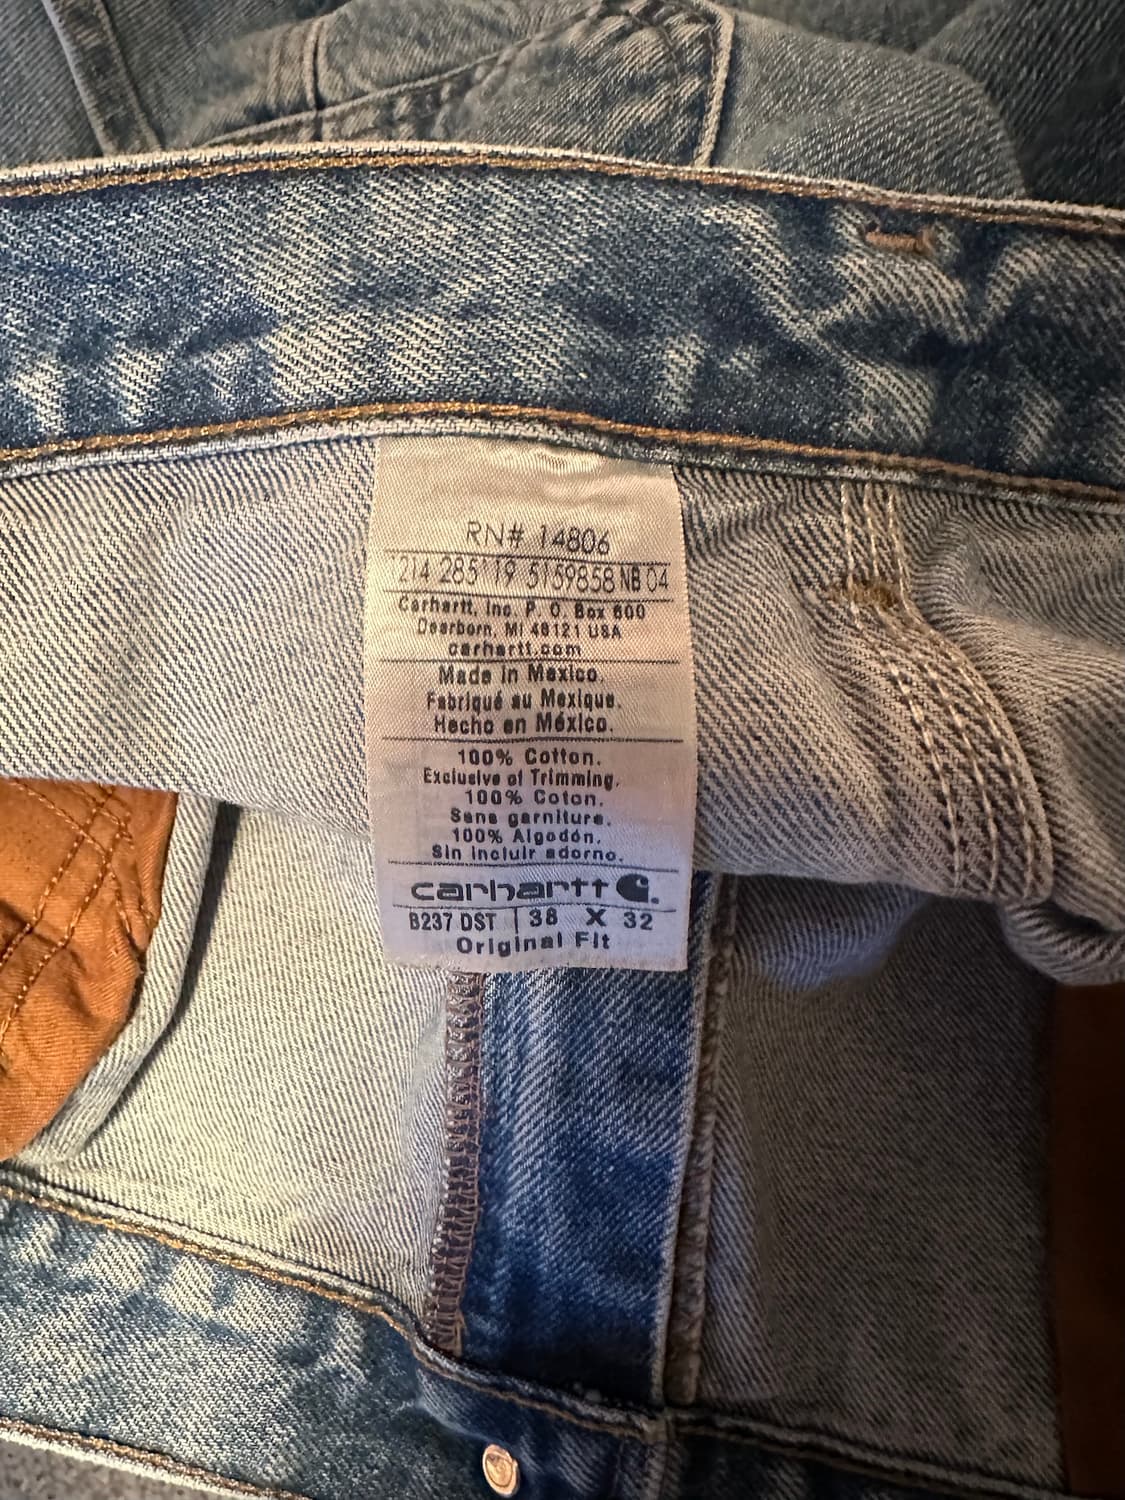 RN# 14806
214 285119 5159858 NB 04
Carhartt, Inc. P. O. Box 600
Dearborn, MI 48121 USA
carhartt.com
Made in Mexico.
Fabriqué au Mexique.
Hecho en México.
100% Cotton.
Exclusive of Trimming.
100% Coton.
Sans garniture.
100% Algodón.
Sin incluir adorno.
carhartt
B237 DST | 38 X 32
Original Fit